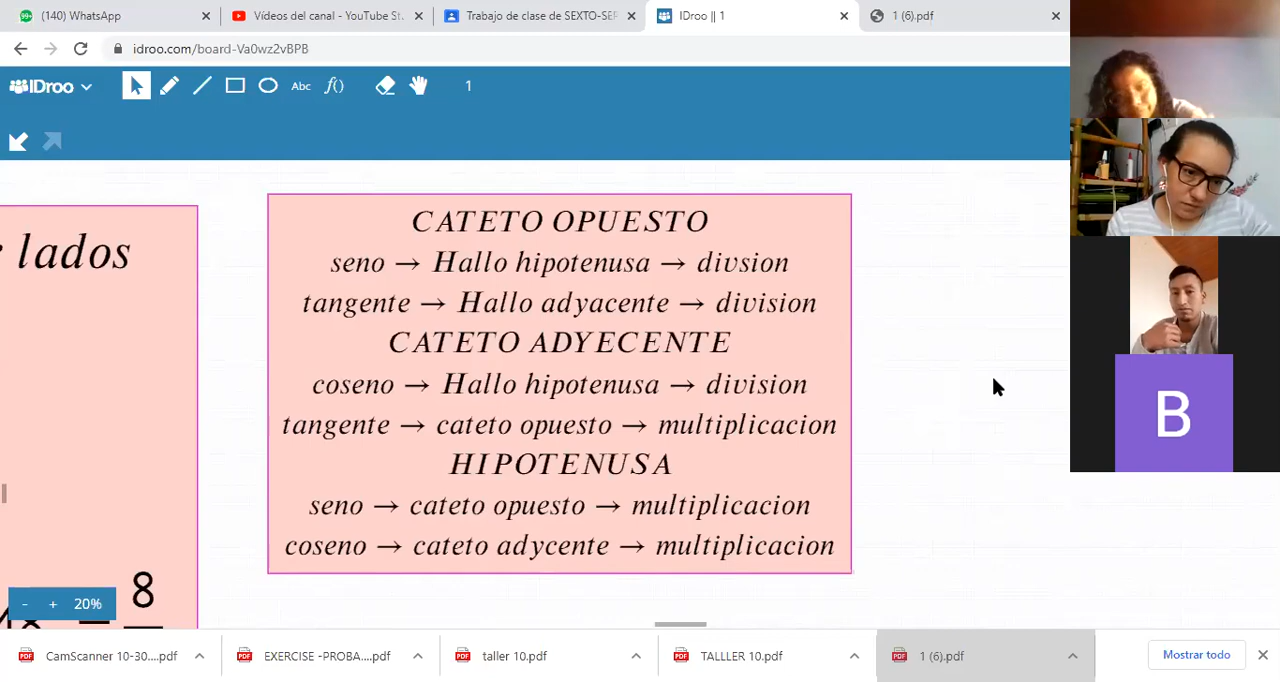 (140) WhatsApp
Vídeos del canal - YouTube St
Trabajo de clase de SEXTO-SEF
IDroo || 1
1 (6).pdf
idroo.com/board-Va0wz2vBPB
IDroo
Abc
f()
1
lados
CATETO OPUESTO
seno → Hallo hipotenusa → divsion
tangente → Hallo adyacente → division
CATETO ADYECENTE
coseno → Hallo hipotenusa → division
tangente → cateto opuesto → multiplicacion
HIPOTENUSA
seno → cateto opuesto → multiplicacion
coseno → cateto adycente → multiplicacion
= 8
- + 20%
B
CamScanner 10-30....pdf
EXERCISE -PROBA....pdf
taller 10.pdf
TALLLER 10.pdf
1 (6).pdf
Mostrar todo